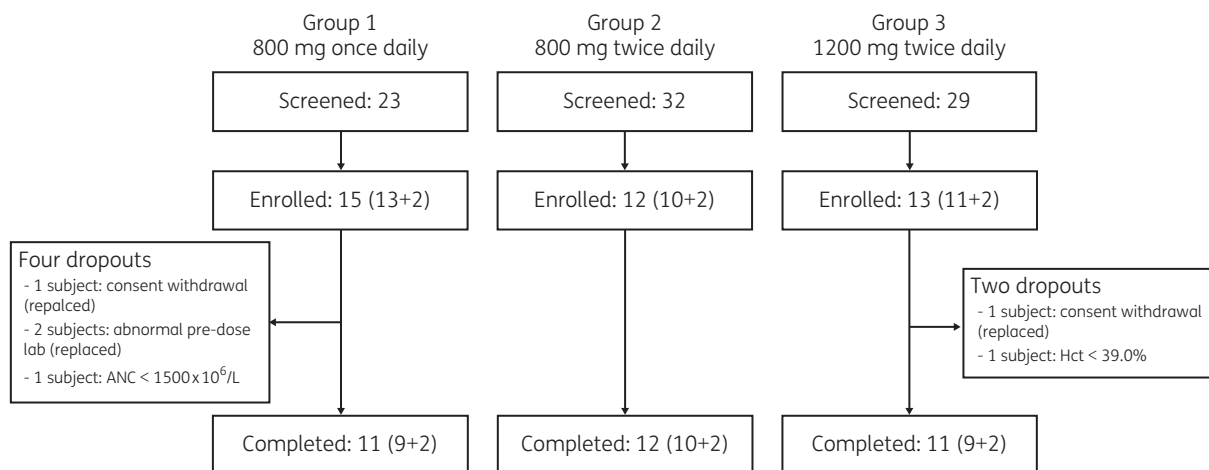 Group 1
800 mg once daily
Group 2
800 mg twice daily
Group 3
1200 mg twice daily
Screened: 23
Screened: 32
Screened: 29
Enrolled: 15 (13+2)
Enrolled: 12 (10+2)
Enrolled: 13 (11+2)
Four dropouts
- 1 subject: consent withdrawal
(repalced)
- 2 subjects: abnormal pre-dose
lab (replaced)
- 1 subject: ANC < 1500x10⁶/L
Two dropouts
- 1 subject: consent withdrawal
(replaced)
- 1 subject: Hct < 39.0%
Completed: 11 (9+2)
Completed: 12 (10+2)
Completed: 11 (9+2)